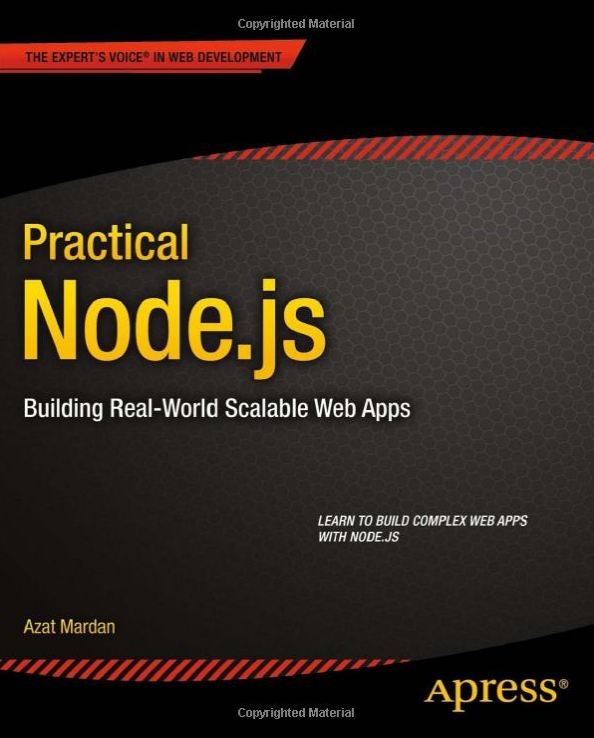 Copyrighted Material
THE EXPERT'S VOICE® IN WEB DEVELOPMENT
Practical
Node.js
Building Real-World Scalable Web Apps
LEARN TO BUILD COMPLEX WEB APPS
WITH NODE.JS
Azat Mardan
Apress®
Copyrighted Material